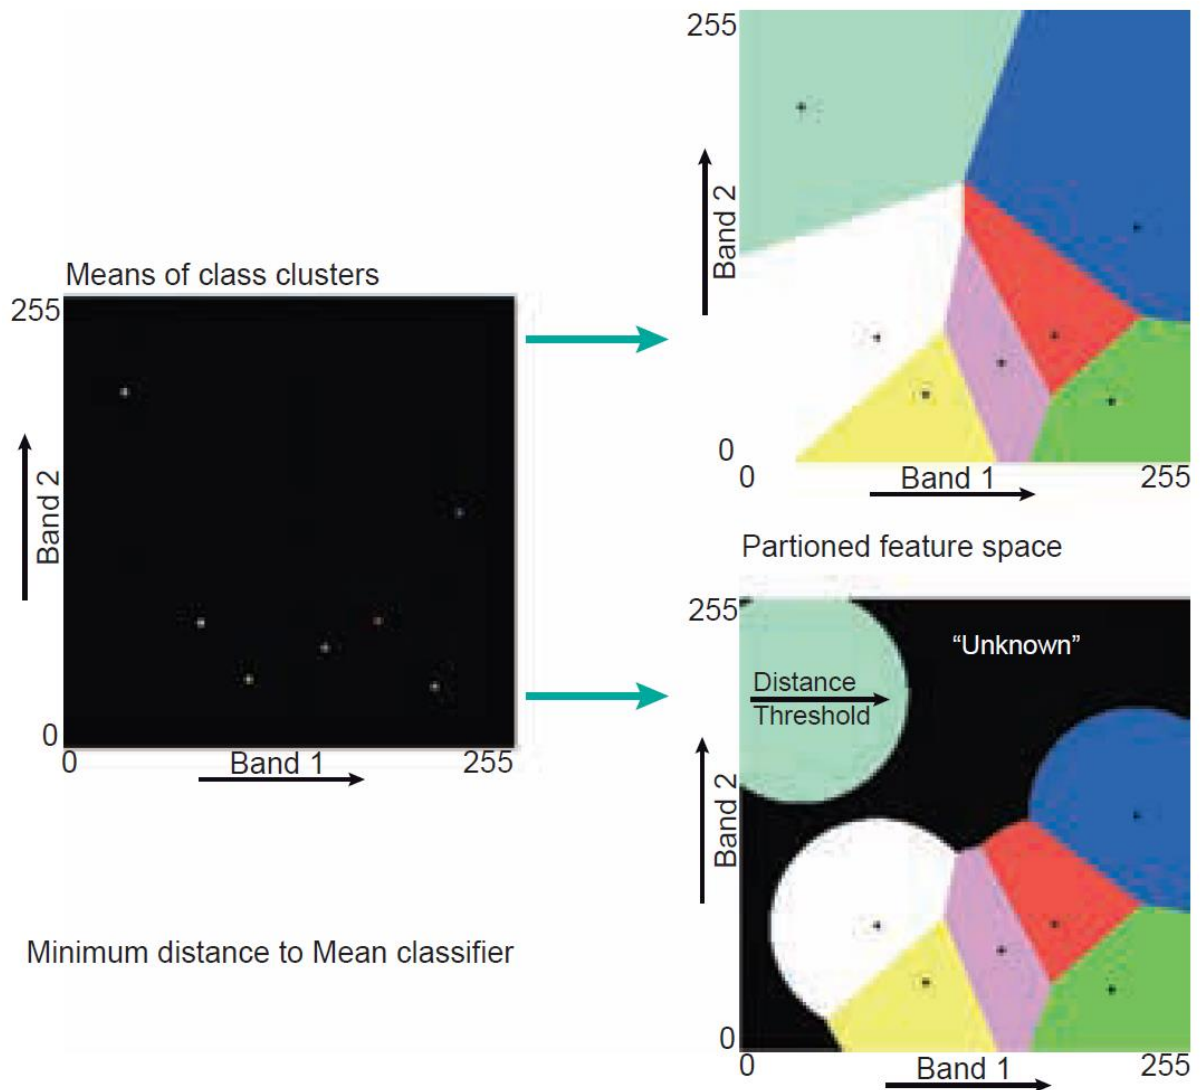 Means of class clusters
255
Band 2
0
0
Band 1
255
255
Band 2
0
0
Band 1
255
Partioned feature space
255
"Unknown"
Distance
Threshold
Band 2
0
0
Band 1
255
Minimum distance to Mean classifier